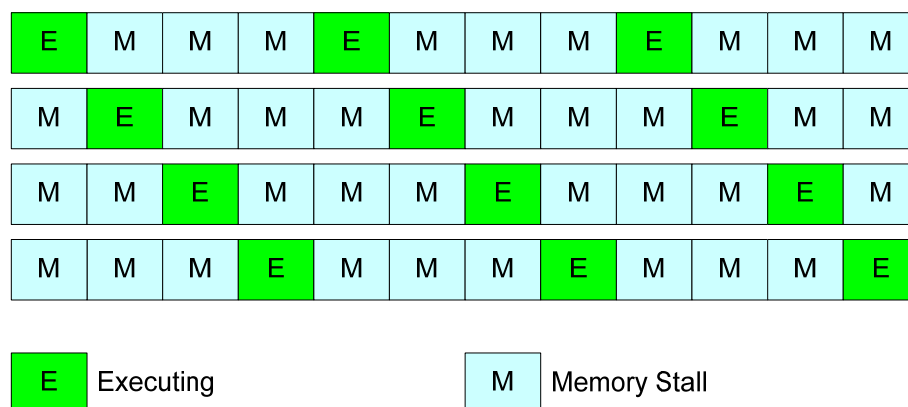 E M M M E M M M E M M M
M E M M M E M M M E M M
M M E M M M E M M M E M
M M M E M M M E M M M E
E Executing M Memory Stall